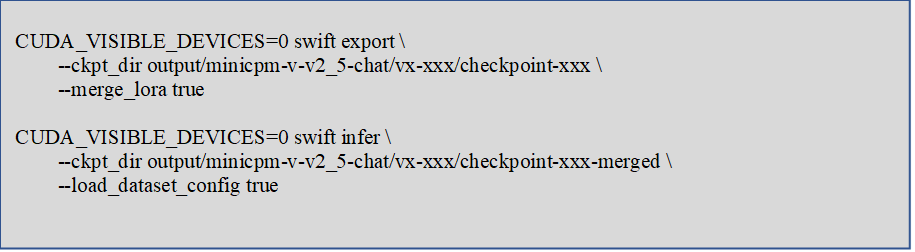 CUDA_VISIBLE_DEVICES=0 swift export \
--ckpt_dir output/minicpm-v-v2_5-chat/vx-xxx/checkpoint-xxx \
--merge_lora true
CUDA_VISIBLE_DEVICES=0 swift infer \
--ckpt_dir output/minicpm-v-v2_5-chat/vx-xxx/checkpoint-xxx-merged \
--load_dataset_config true